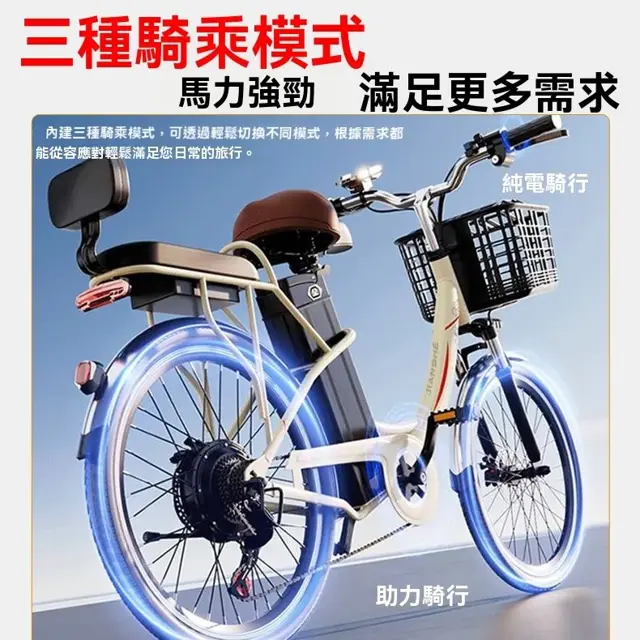 三種騎乘模式
馬力強勁
滿足更多需求
內建三種騎乘模式，可透過輕鬆切換不同模式，根據需求都
能從容應對輕鬆滿足您日常的旅行。
純電騎行
JIANSHE
助力騎行